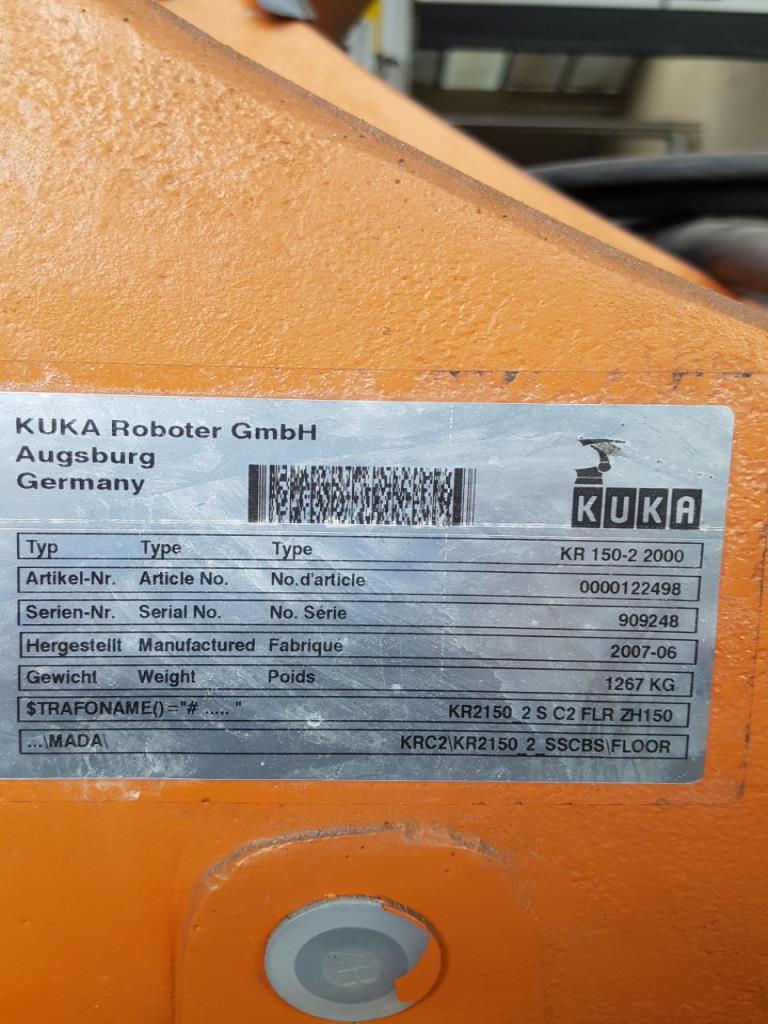 KUKA Roboter GmbH
Augsburg
Germany
KUKA
Typ Type Type KR 150-2 2000
Artikel-Nr. Article No. No.d'article 0000122498
Serien-Nr. Serial No. No. Série 909248
Hergestellt Manufactured Fabrique 2007-06
Gewicht Weight Poids 1267 KG
$TRAFONAME()="# ..... " KR2150_2 S C2 FLR ZH150
...\MADA\ KRC2\KR2150_2_SSCBS\FLOOR